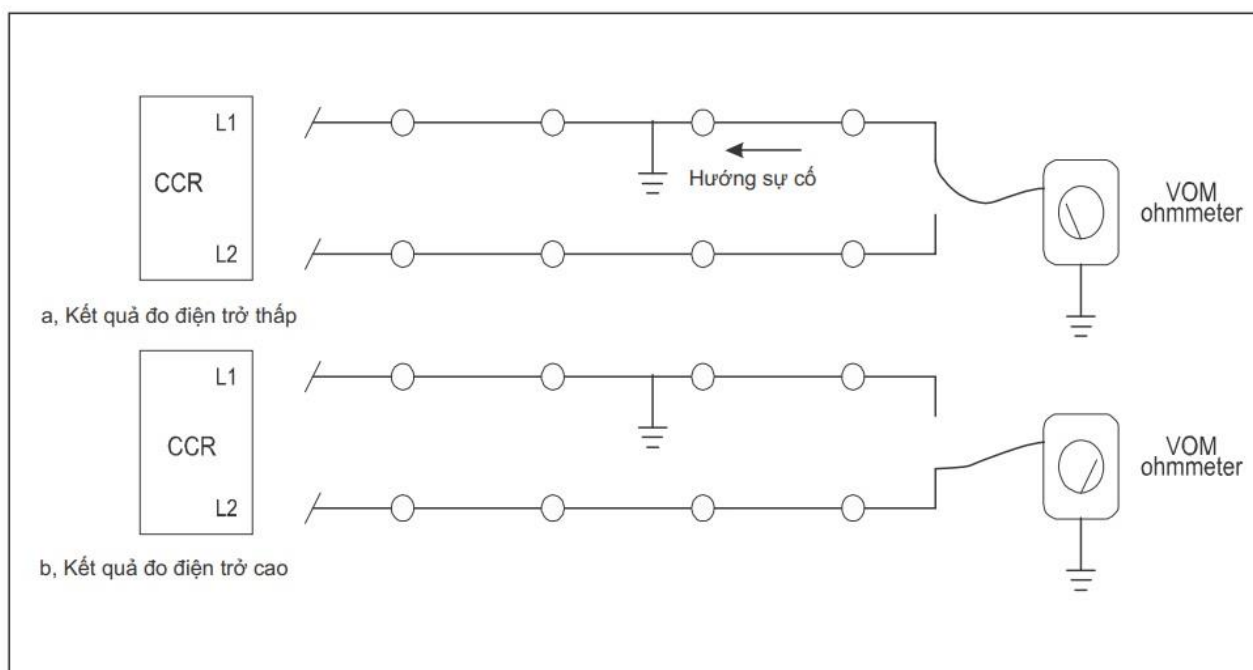 L1
CCR
L2
Hướng sự cố
VOM
ohmmeter
a, Kết quả đo điện trở thấp
L1
CCR
L2
VOM
ohmmeter
b, Kết quả đo điện trở cao